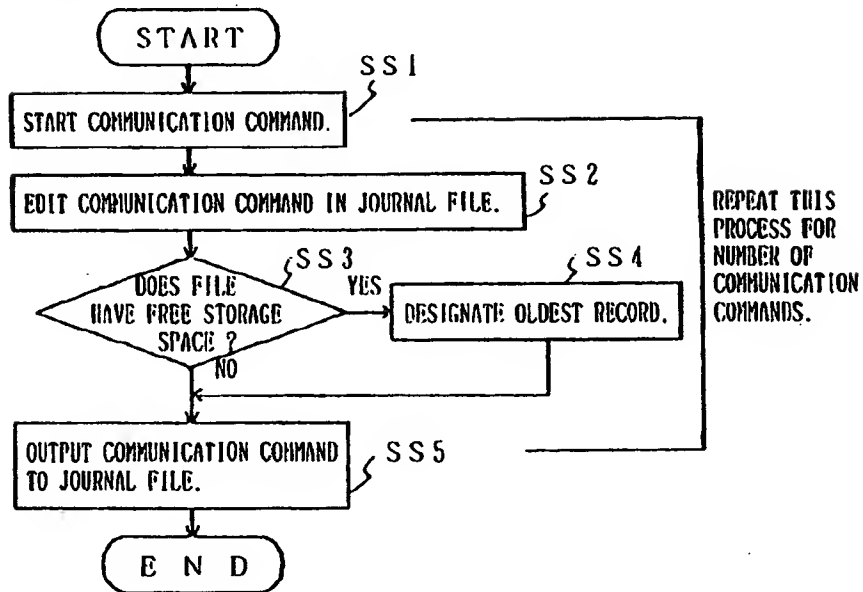 START
SS1
START COMMUNICATION COMMAND.
SS2
EDIT COMMUNICATION COMMAND IN JOURNAL FILE.
REPEAT THIS
PROCESS FOR
NUMBER OF
COMMUNICATION
COMMANDS.
SS3
DOES FILE
HAVE FREE STORAGE
SPACE ?
YES
NO
SS4
DESIGNATE OLDEST RECORD.
OUTPUT COMMUNICATION COMMAND
TO JOURNAL FILE.
SS5
END